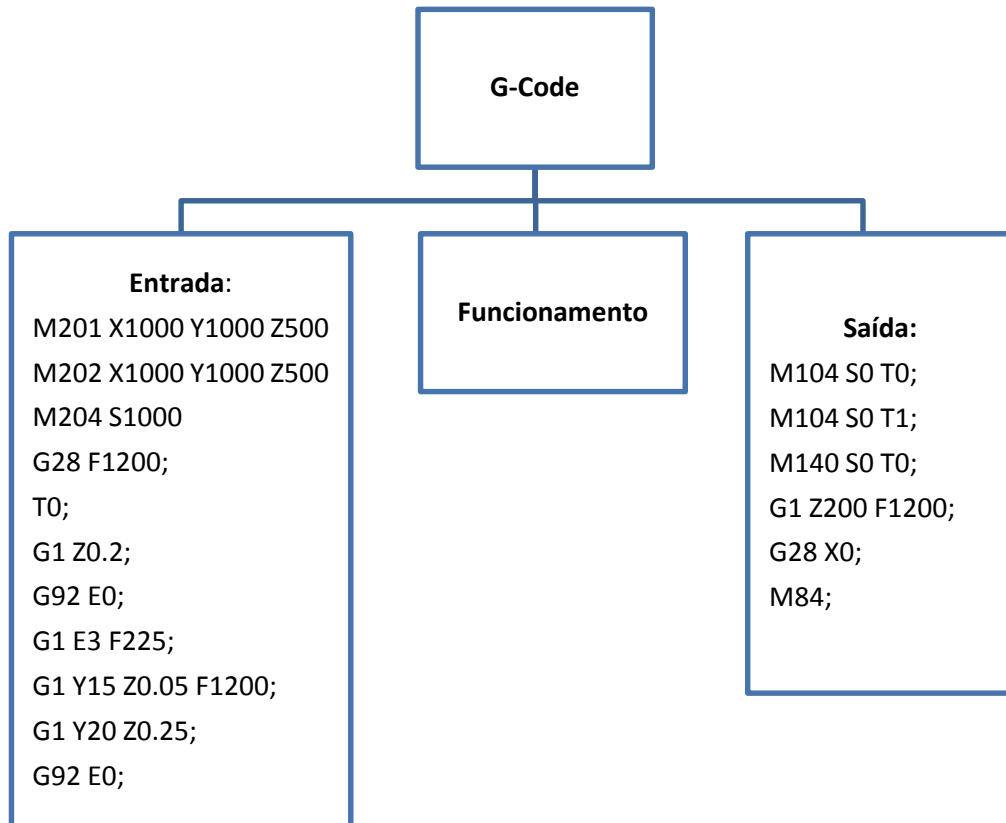 G-Code
Entrada:
M201 X1000 Y1000 Z500
M202 X1000 Y1000 Z500
M204 S1000
G28 F1200;
T0;
G1 Z0.2;
G92 E0;
G1 E3 F225;
G1 Y15 Z0.05 F1200;
G1 Y20 Z0.25;
G92 E0;
Funcionamento
Saída:
M104 S0 T0;
M104 S0 T1;
M140 S0 T0;
G1 Z200 F1200;
G28 X0;
M84;